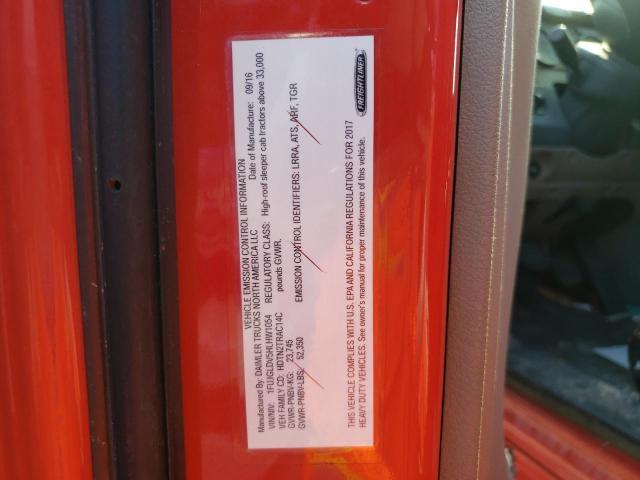 VEHICLE EMISSION CONTROL INFORMATION
Manufactured By: DAIMLER TRUCKS NORTH AMERICA LLC Date of Manufacture: 09/16
VIN/NIV: 1FUJGLDV5HLHW1054 REGULATORY CLASS: High-roof sleeper cab tractors above 33,000
VEH FAMILY CD: HDTN2TRAC14C pounds GVWR.
GVWR-PNBV-KG: 23,745
GVWR-PNBV-LBS: 52,350 EMISSION CONTROL IDENTIFIERS: LRRA, ATS, ARF, TGR
THIS VEHICLE COMPLIES WITH U.S. EPA AND CALIFORNIA REGULATIONS FOR 2017
HEAVY DUTY VEHICLES. See owner's manual for proper maintenance of this vehicle.
FREIGHTLINER